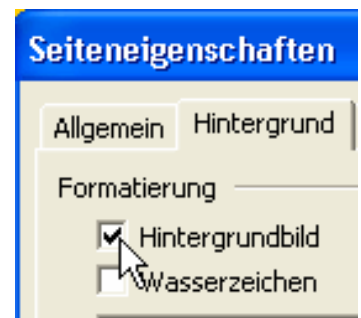 Seiteneigenschaften
Allgemein Hintergrund
Formatierung
Hintergrundbild
Wasserzeichen